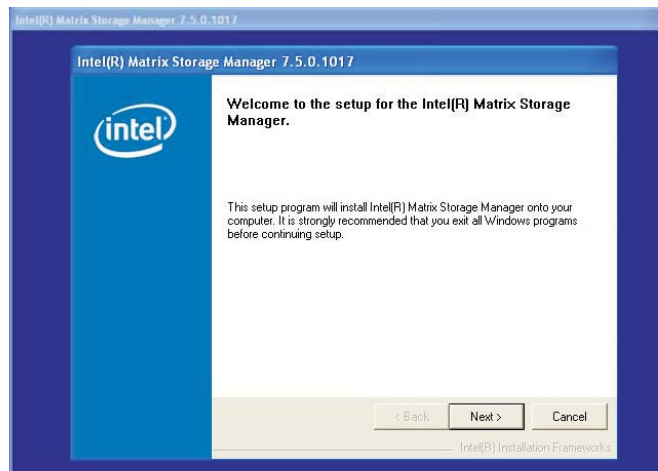 Intel(R) Matrix Storage Manager 7.5.0.1017
Intel(R) Matrix Storage Manager 7.5.0.1017
intel
Welcome to the setup for the Intel(R) Matrix Storage
Manager.
This setup program will install Intel(R) Matrix Storage Manager onto your
computer. It is strongly recommended that you exit all Windows programs
before continuing setup.
< Back Next > Cancel
Intel(R) Installation Frameworks